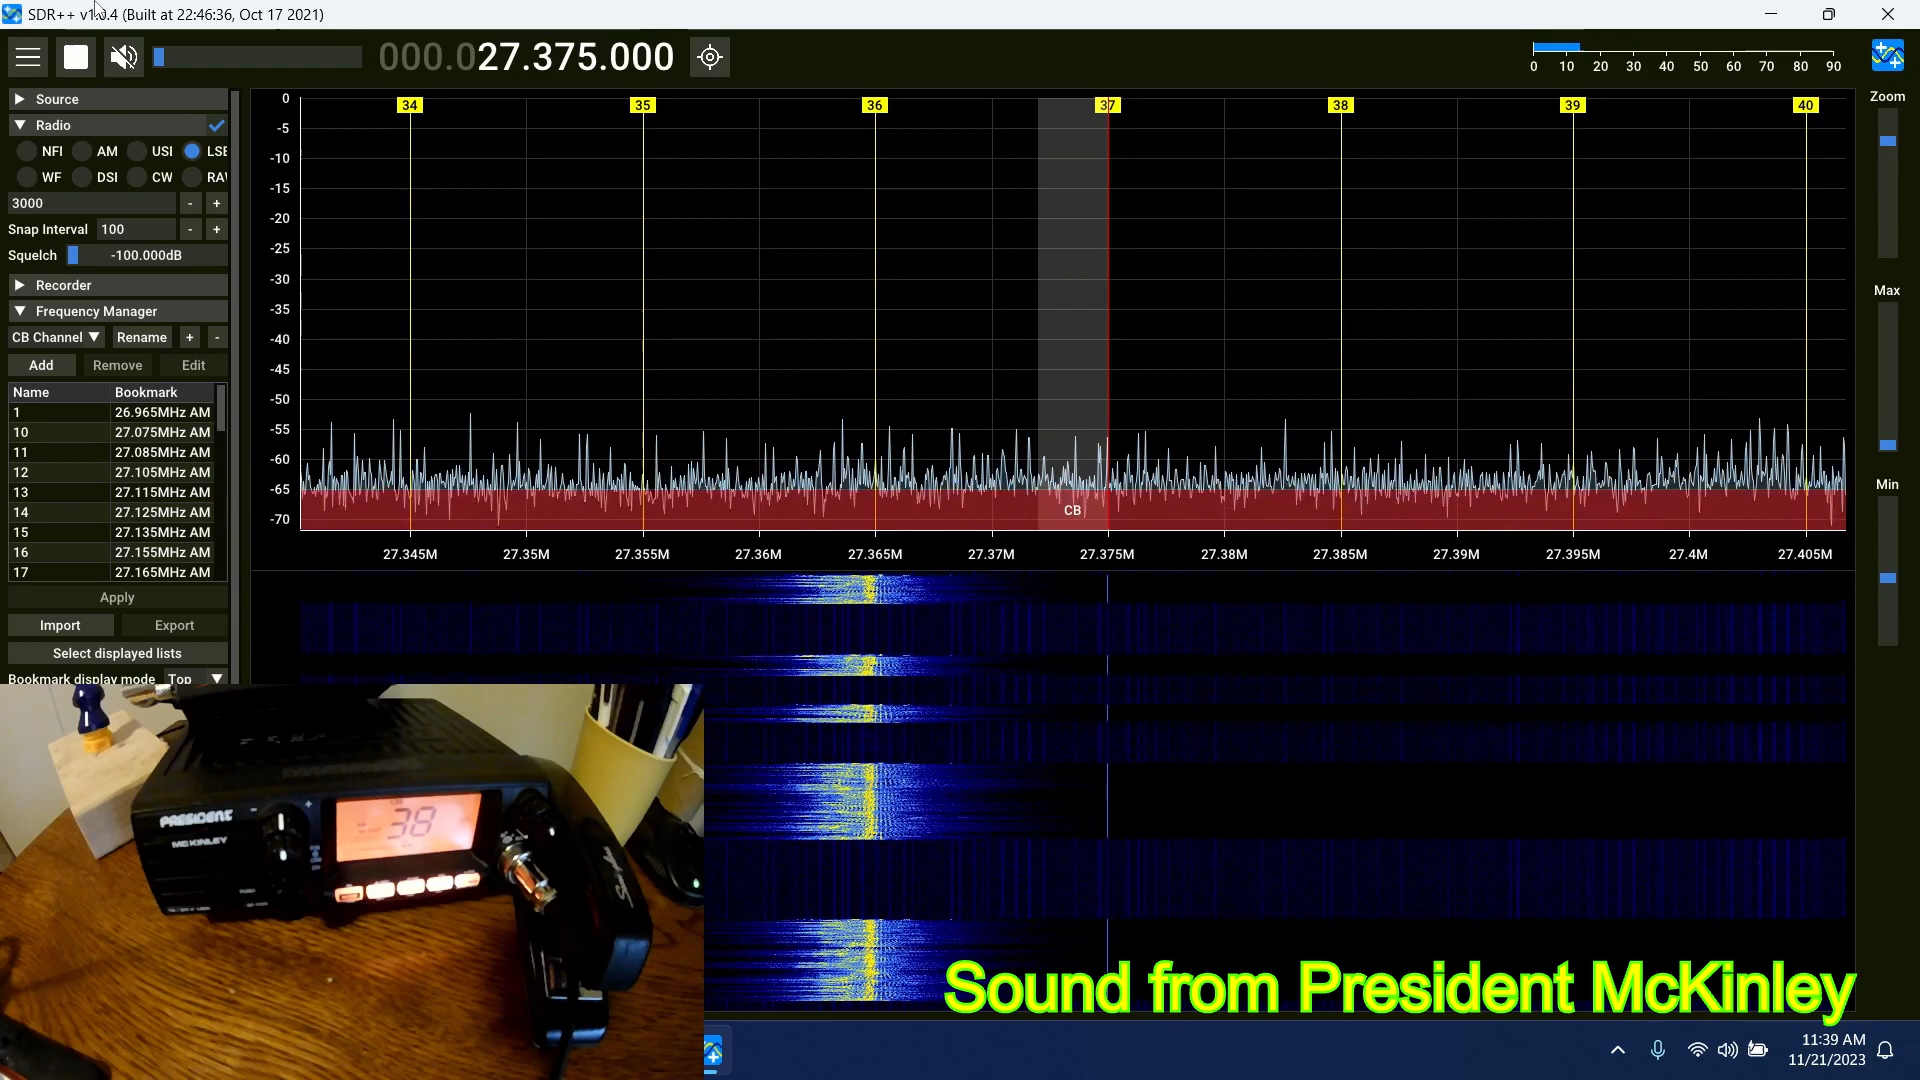 SDR++ v1.0.4 (Built at 22:46:36, Oct 17 2021)
000.027.375.000
0 10 20 30 40 50 60 70 80 90
Source
Radio
NFI AM USI LSE
WF DSI CW RA
3000 - +
Snap Interval 100 - +
Squelch -100.000dB
Recorder
Frequency Manager
CB Channel Rename + -
Add Remove Edit
Name Bookmark
1 26.965MHz AM
10 27.075MHz AM
11 27.085MHz AM
12 27.105MHz AM
13 27.115MHz AM
14 27.125MHz AM
15 27.135MHz AM
16 27.155MHz AM
17 27.165MHz AM
Apply
Import Export
Select displayed lists
Bookmark display mode Top
34 35 36 37 38 39 40
0
-5
-10
-15
-20
-25
-30
-35
-40
-45
-50
-55
-60
-65
-70
CB
27.345M 27.35M 27.355M 27.36M 27.365M 27.37M 27.375M 27.38M 27.385M 27.39M 27.395M 27.4M 27.405M
Zoom
Max
Min
PRESIDENT
MCKINLEY
38
Sound from President McKinley
11:39 AM
11/21/2023